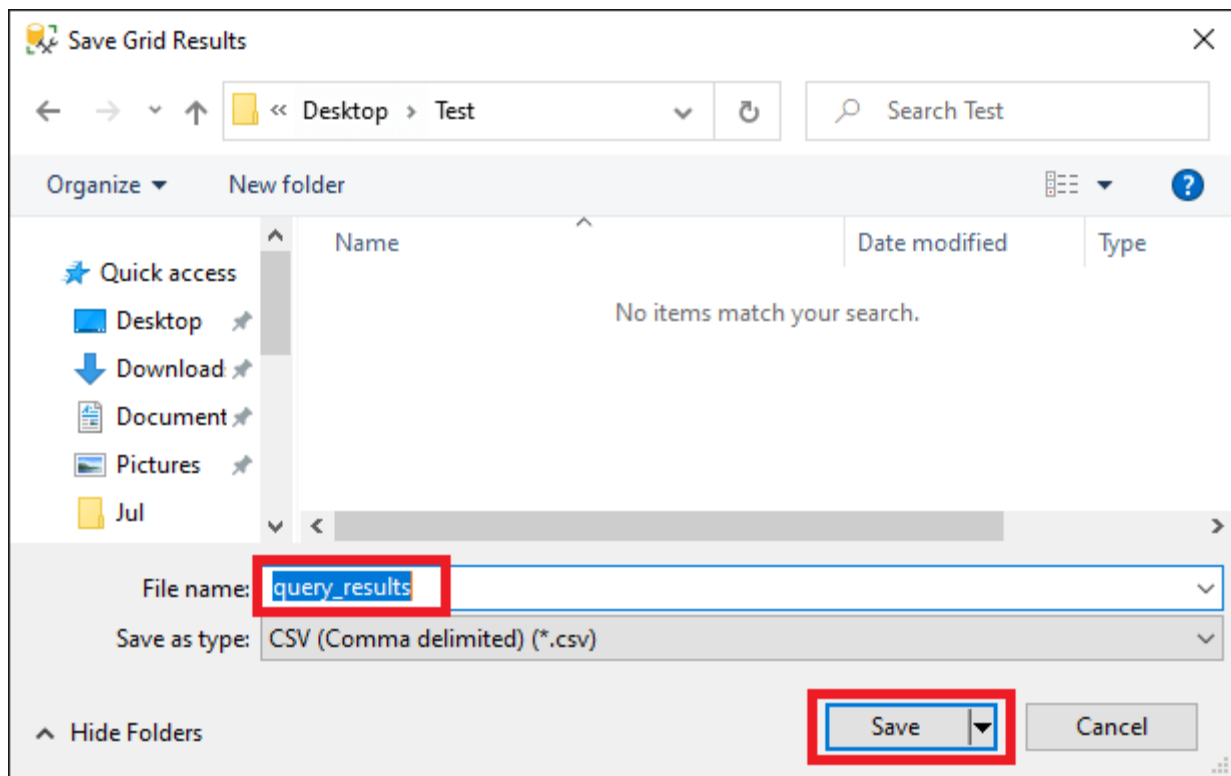 Save Grid Results
« Desktop > Test
Search Test
Organize
New folder
?
Name
Date modified
Type
Quick access
No items match your search.
Desktop
Download
Document
Pictures
Jul
File name: query_results
Save as type: CSV (Comma delimited) (*.csv)
Hide Folders
Save
Cancel